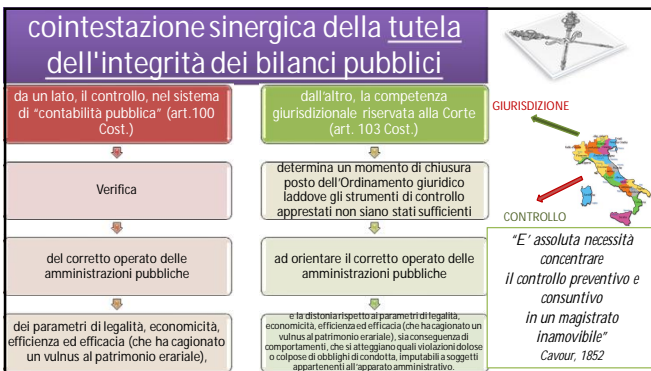 cointestazione sinergica della tutela
dell'integrità dei bilanci pubblici
da un lato, il controllo, nel sistema
di "contabilità pubblica" (art.100
Cost.)
Verifica
del corretto operato delle
amministrazioni pubbliche
dei parametri di legalità, economicità,
efficienza ed efficacia (che ha cagionato
un vulnus al patrimonio erariale),
dall'altro, la competenza
giurisdizionale riservata alla Corte
(art. 103 Cost.)
determina un momento di chiusura
posto dell'Ordinamento giuridico
laddove gli strumenti di controllo
apprestati non siano stati sufficienti
ad orientare il corretto operato delle
amministrazioni pubbliche
e la distonia rispetto ai parametri di legalità,
economicità, efficienza ed efficacia (che ha cagionato un
vulnus al patrimonio erariale), sia conseguenza di
comportamenti, che si atteggiano quali violazioni dolose
o colpose di obblighi di condotta, imputabili a soggetti
appartenenti all'apparato amministrativo.
GIURISDIZIONE
CONTROLLO
"E' assoluta necessità
concentrare
il controllo preventivo e
consuntivo
in un magistrato
inamovibile"
Cavour, 1852